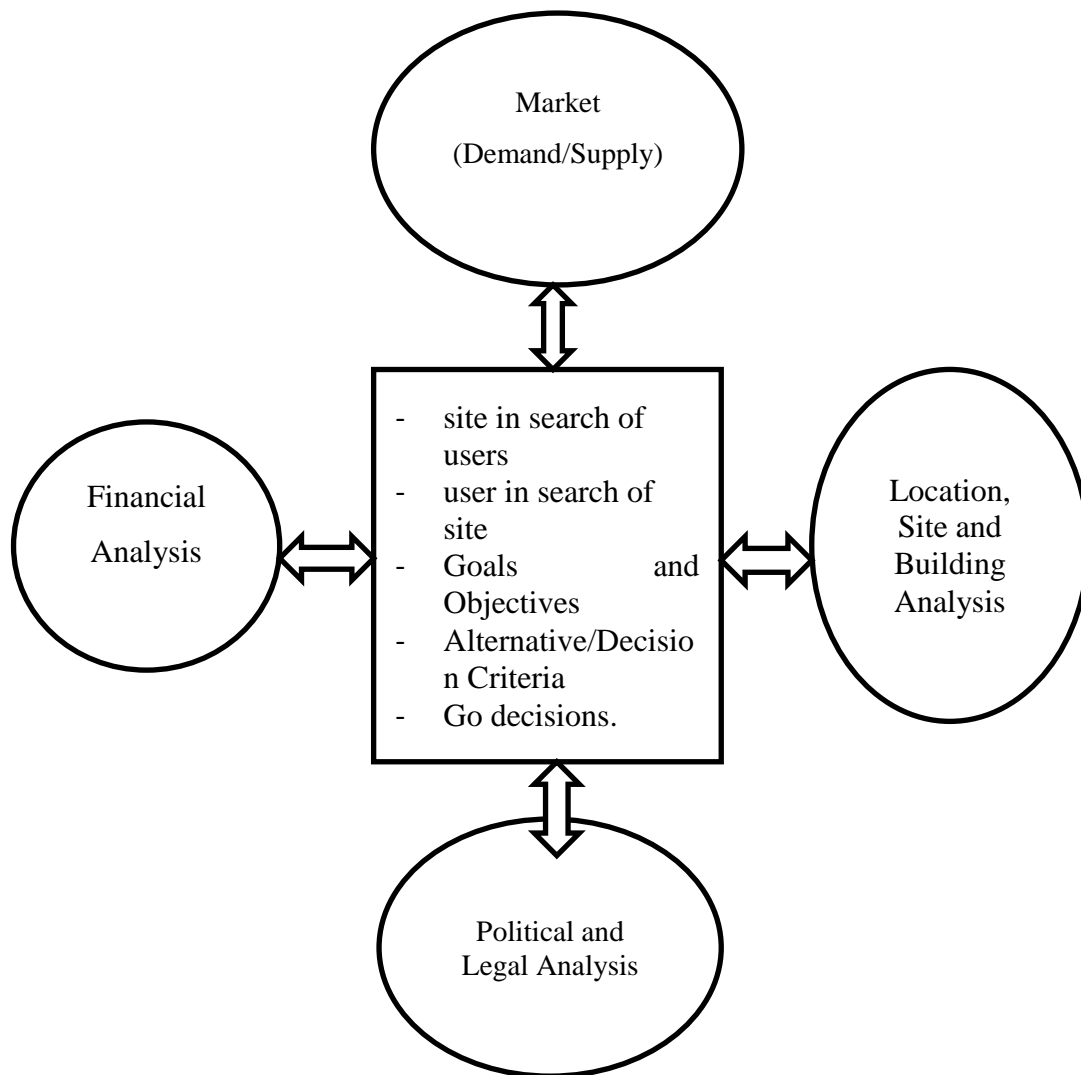 Market
(Demand/Supply)
- site in search of
users
- user in search of
site
- Goals and
Objectives
- Alternative/Decisio
n Criteria
- Go decisions.
Financial
Analysis
Location,
Site and
Building
Analysis
Political and
Legal Analysis